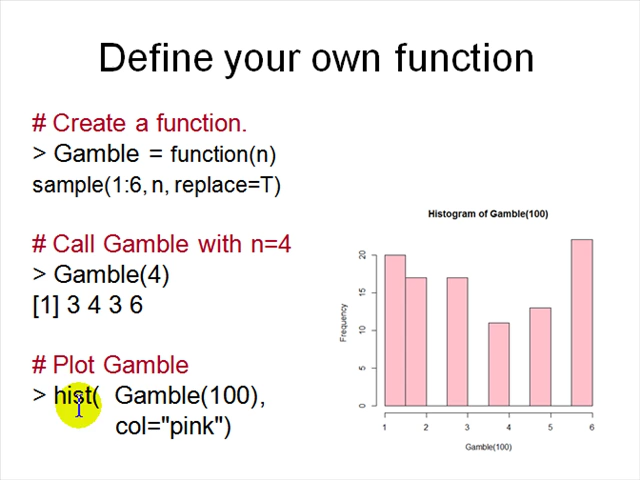 Define your own function
# Create a function.
> Gamble = function(n)
sample(1:6, n, replace=T)
# Call Gamble with n=4
> Gamble(4)
[1] 3 4 3 6
# Plot Gamble
> hist( Gamble(100),
col="pink")
Histogram of Gamble(100)
Frequency
20
15
10
5
0
1 2 3 4 5 6
Gamble(100)